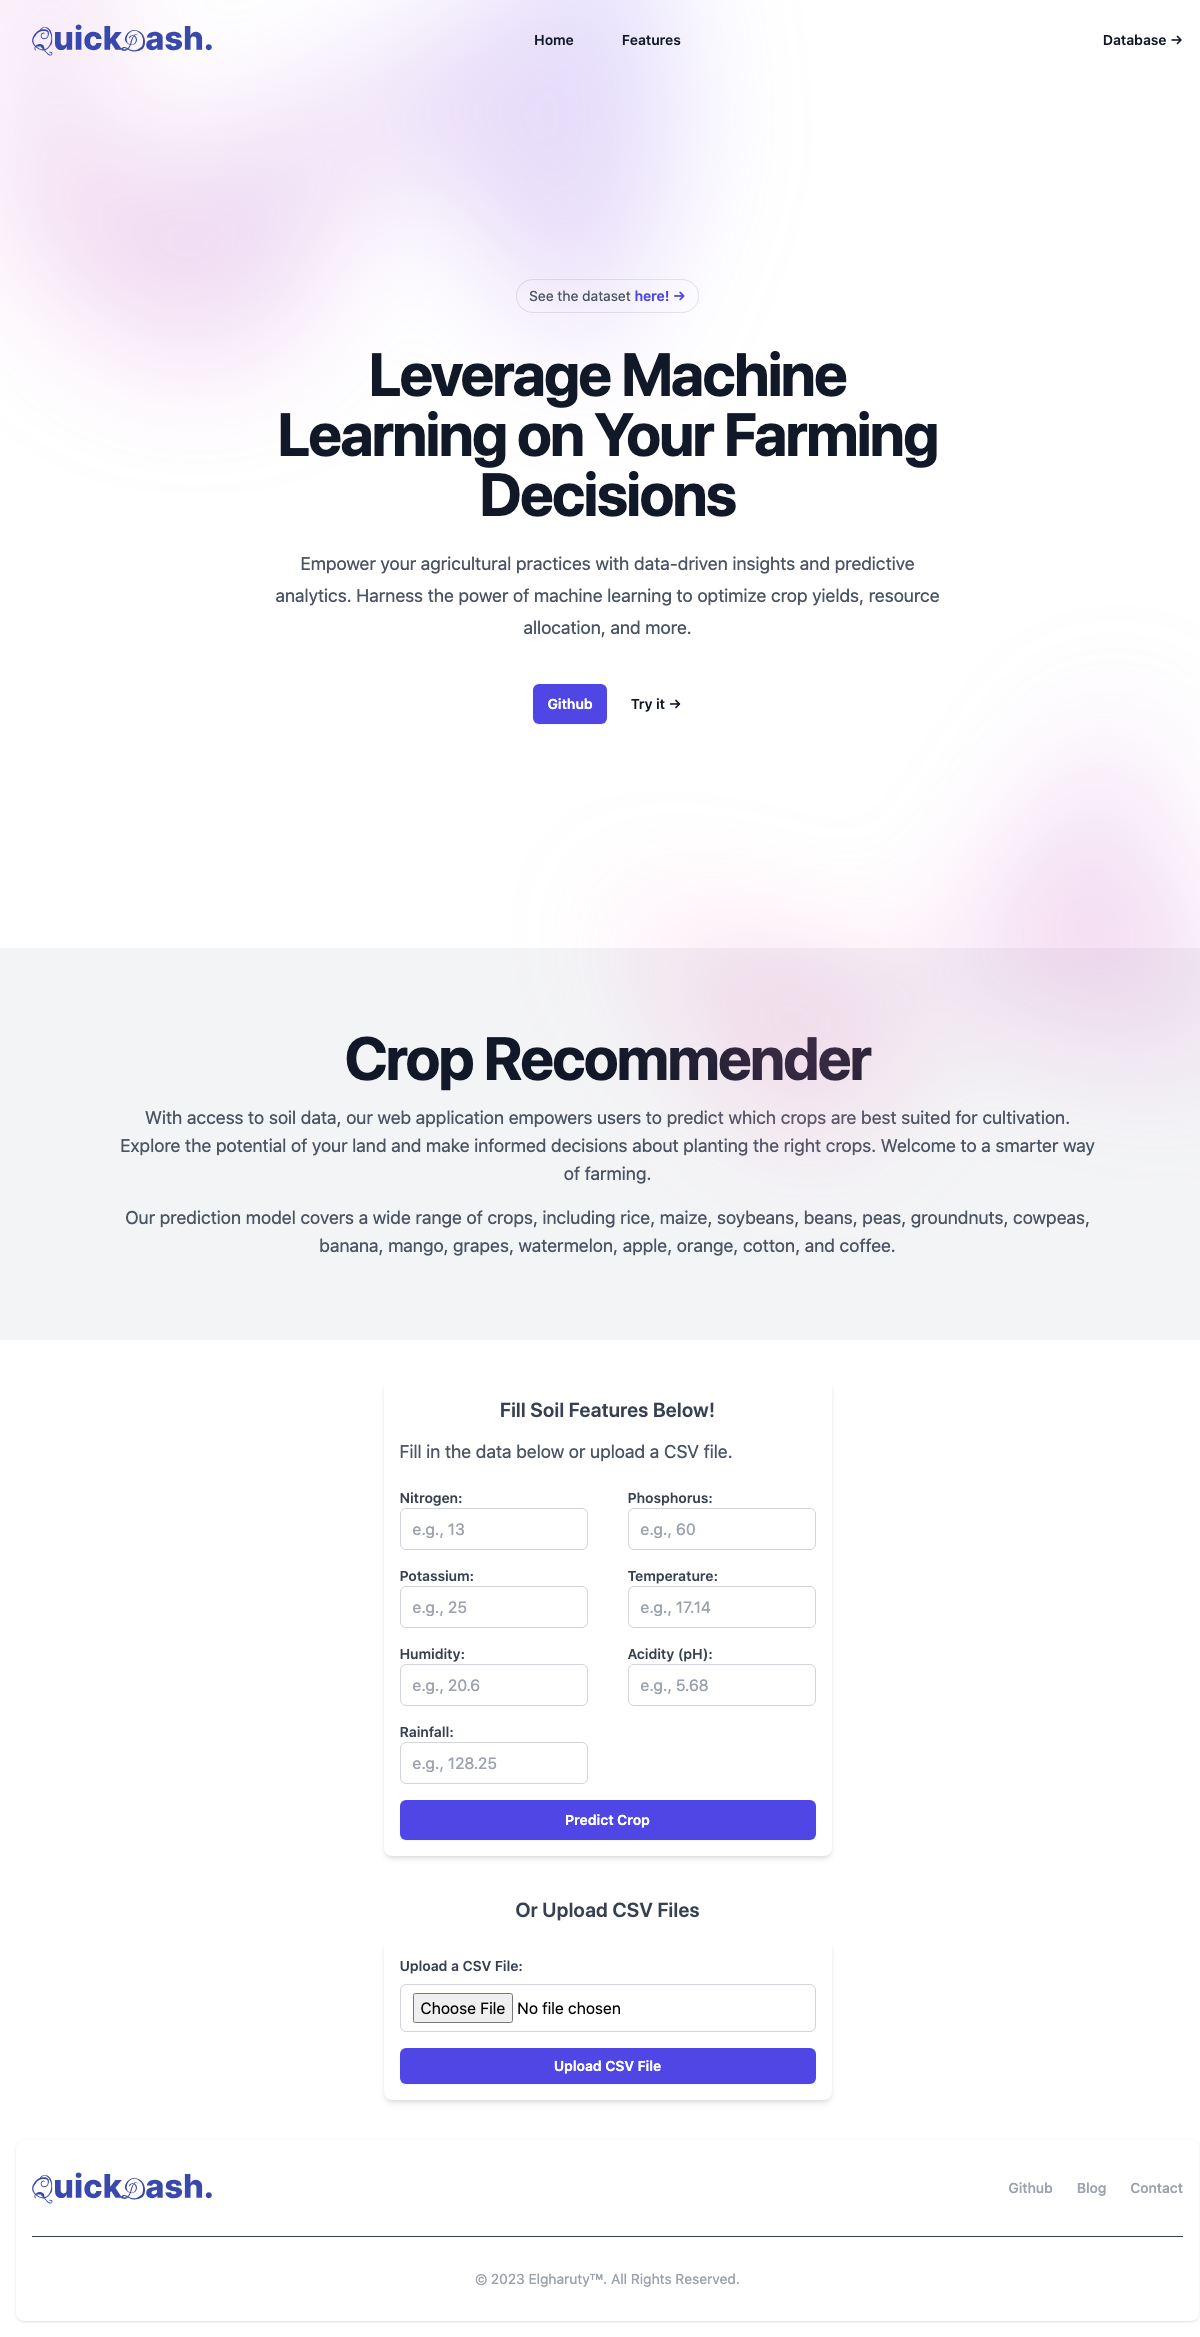 QuickDash.
Home Features Database →
See the dataset here! →
Leverage Machine
Learning on Your Farming
Decisions
Empower your agricultural practices with data-driven insights and predictive
analytics. Harness the power of machine learning to optimize crop yields, resource
allocation, and more.
Github Try it →
Crop Recommender
With access to soil data, our web application empowers users to predict which crops are best suited for cultivation.
Explore the potential of your land and make informed decisions about planting the right crops. Welcome to a smarter way
of farming.
Our prediction model covers a wide range of crops, including rice, maize, soybeans, beans, peas, groundnuts, cowpeas,
banana, mango, grapes, watermelon, apple, orange, cotton, and coffee.
Fill Soil Features Below!
Fill in the data below or upload a CSV file.
Nitrogen: Phosphorus:
e.g., 13 e.g., 60
Potassium: Temperature:
e.g., 25 e.g., 17.14
Humidity: Acidity (pH):
e.g., 20.6 e.g., 5.68
Rainfall:
e.g., 128.25
Predict Crop
Or Upload CSV Files
Upload a CSV File:
Choose File No file chosen
Upload CSV File
QuickDash.
Github Blog Contact
© 2023 Elgharuty™. All Rights Reserved.